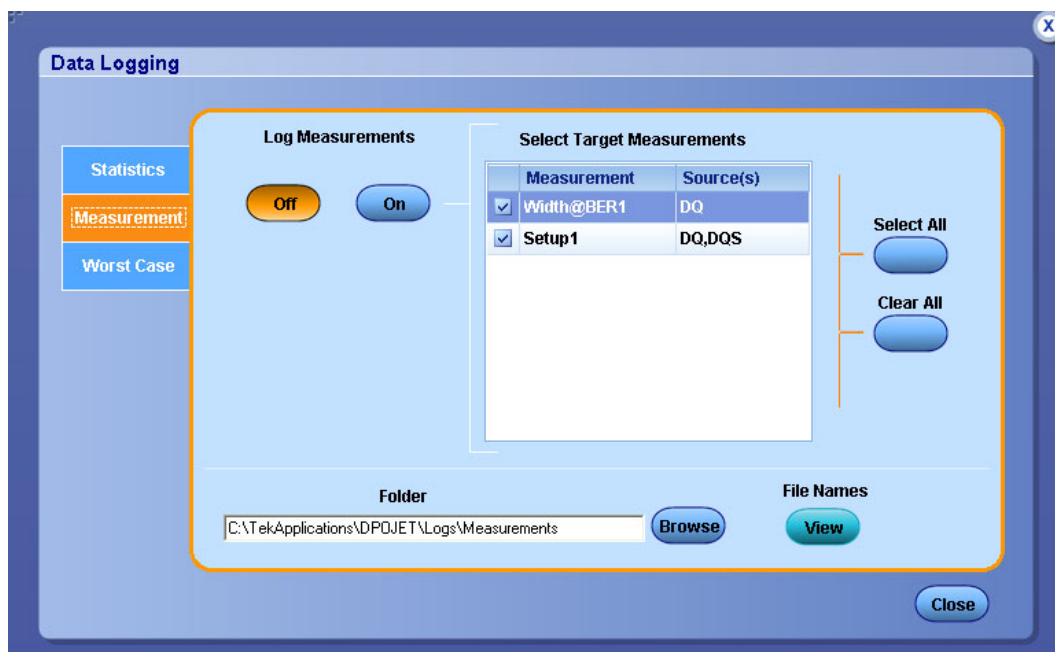 X
Data Logging
Statistics
Measurement
Worst Case
Log Measurements
Off
On
Select Target Measurements
Measurement Source(s)
Width@BER1 DQ
Setup1 DQ,DQS
Select All
Clear All
Folder
C:\TekApplications\DPOJET\Logs\Measurements
Browse
File Names
View
Close